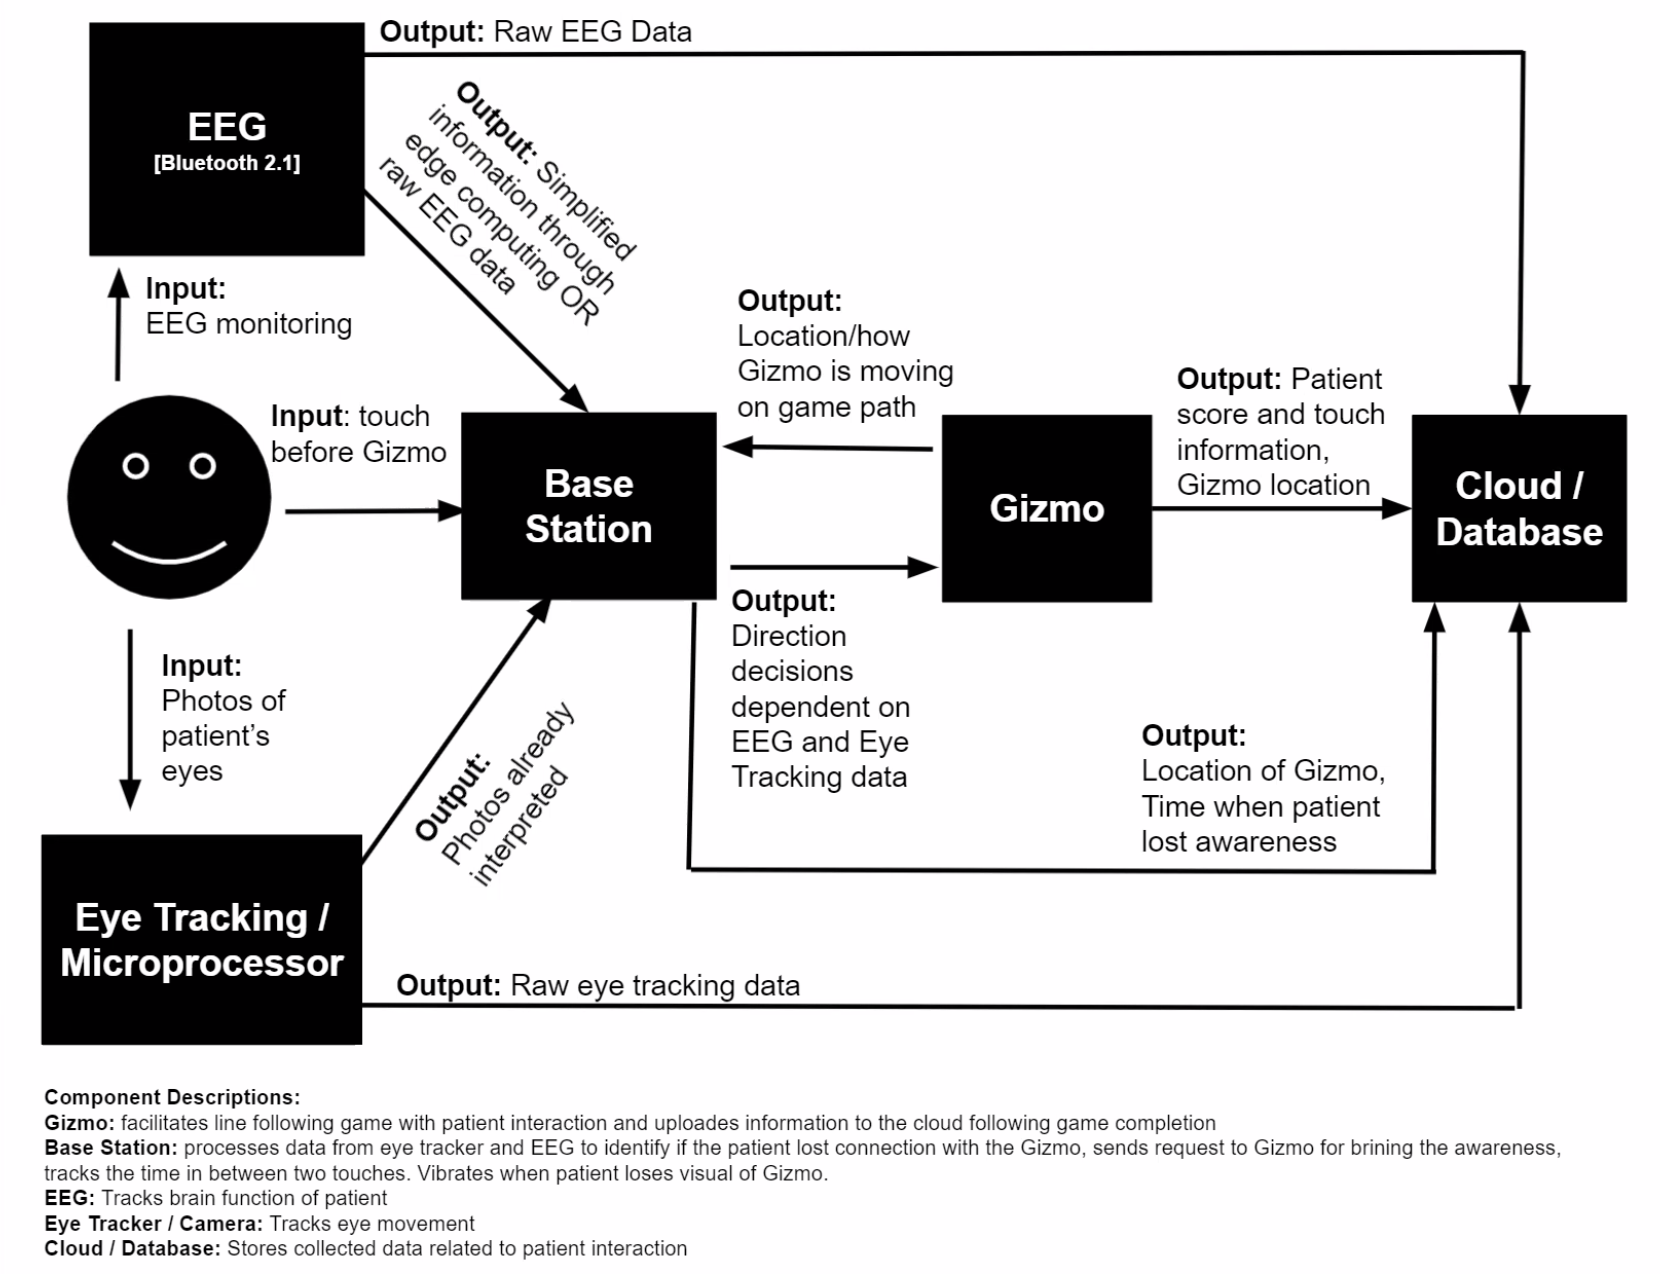 Output: Raw EEG Data
EEG
[Bluetooth 2.1]
Output: Simplified
information through
edge computing OR
raw EEG data
Input:
EEG monitoring
Input: touch
before Gizmo
Base
Station
Output:
Location/how
Gizmo is moving
on game path
Gizmo
Output: Patient
score and touch
information,
Gizmo location
Cloud /
Database
Input:
Photos of
patient's
eyes
Output:
Photos already
interpreted
Output:
Direction
decisions
dependent on
EEG and Eye
Tracking data
Output:
Location of Gizmo,
Time when patient
lost awareness
Eye Tracking /
Microprocessor
Output: Raw eye tracking data
Component Descriptions:
Gizmo: facilitates line following game with patient interaction and uploades information to the cloud following game completion
Base Station: processes data from eye tracker and EEG to identify if the patient lost connection with the Gizmo, sends request to Gizmo for brining the awareness,
tracks the time in between two touches. Vibrates when patient loses visual of Gizmo.
EEG: Tracks brain function of patient
Eye Tracker / Camera: Tracks eye movement
Cloud / Database: Stores collected data related to patient interaction